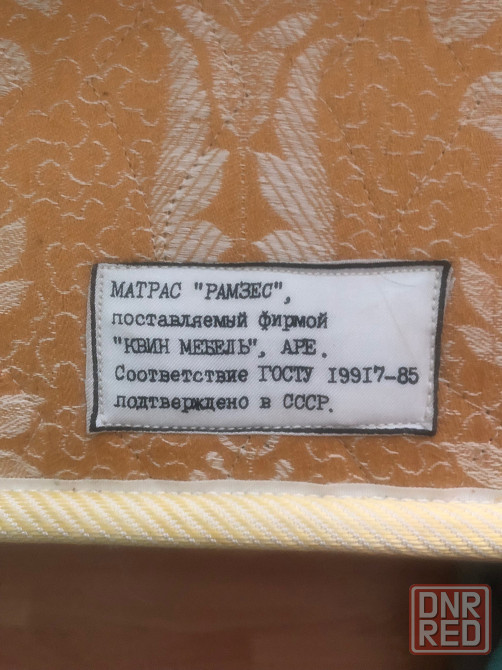 МАТРАС "РАМЗЕС",
поставляемый фирмой
"КВИН МЕБЕЛЬ", АРЕ.
Соответствие ГОСТУ 19917-85
подтверждено в СССР.
DNR
RED